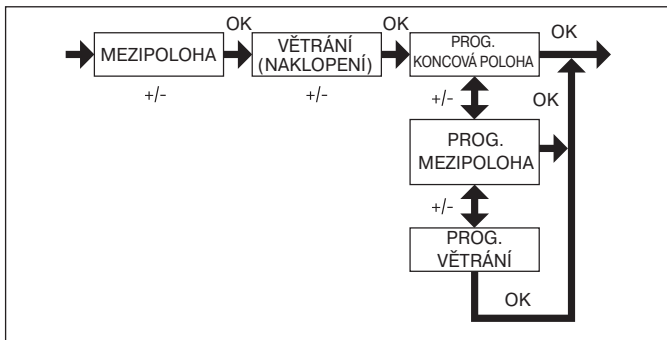 OK
OK
OK
MEZIPOLOHA
VĚTRÁNÍ
(NAKLOPENÍ)
PROG.
KONCOVÁ POLOHA
+/-
+/-
+/-
OK
PROG.
MEZIPOLOHA
+/-
PROG.
VĚTRÁNÍ
OK